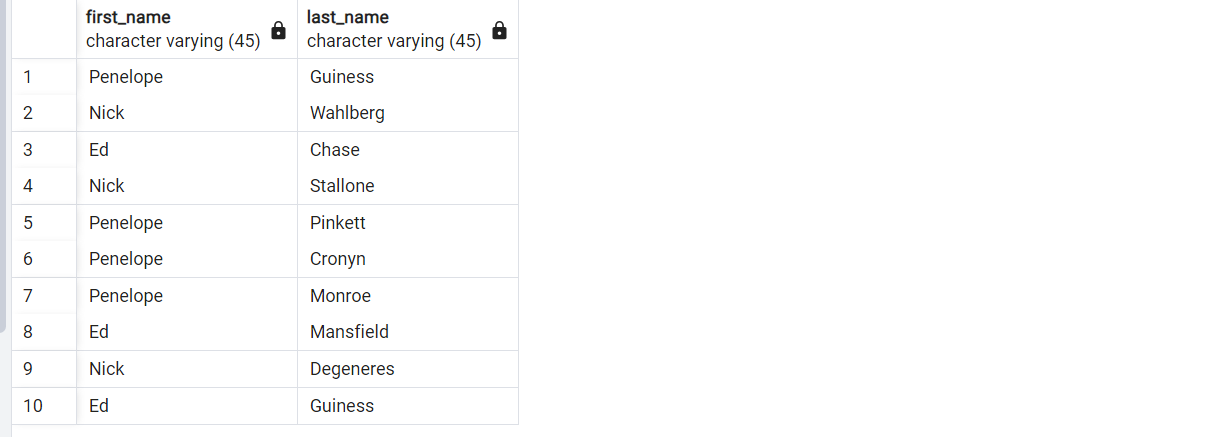 first_name last_name
character varying (45) character varying (45)
1 Penelope Guiness
2 Nick Wahlberg
3 Ed Chase
4 Nick Stallone
5 Penelope Pinkett
6 Penelope Cronyn
7 Penelope Monroe
8 Ed Mansfield
9 Nick Degeneres
10 Ed Guiness